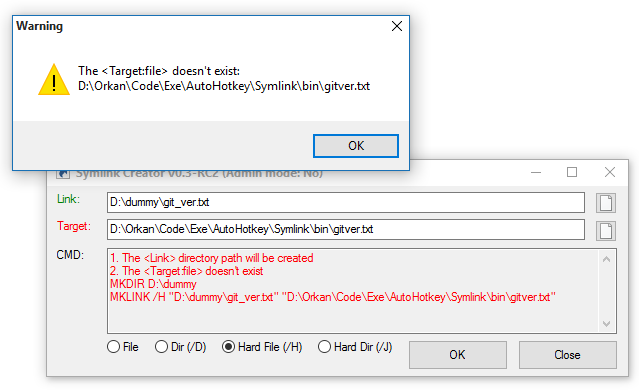 Warning
The <Target:file> doesn't exist:
D:\Orkan\Code\Exe\AutoHotkey\Symlink\bin\gitver.txt
OK
Symlink Creator v0.3-RC2 (Admin mode: No)
Link: D:\dummy\git_ver.txt
Target: D:\Orkan\Code\Exe\AutoHotkey\Symlink\bin\gitver.txt
CMD: 1. The <Link> directory path will be created
2. The <Target:file> doesn't exist
MKDIR D:\dummy
MKLINK /H "D:\dummy\git_ver.txt" "D:\Orkan\Code\Exe\AutoHotkey\Symlink\bin\gitver.txt"
File Dir (/D) Hard File (/H) Hard Dir (/J) OK Close